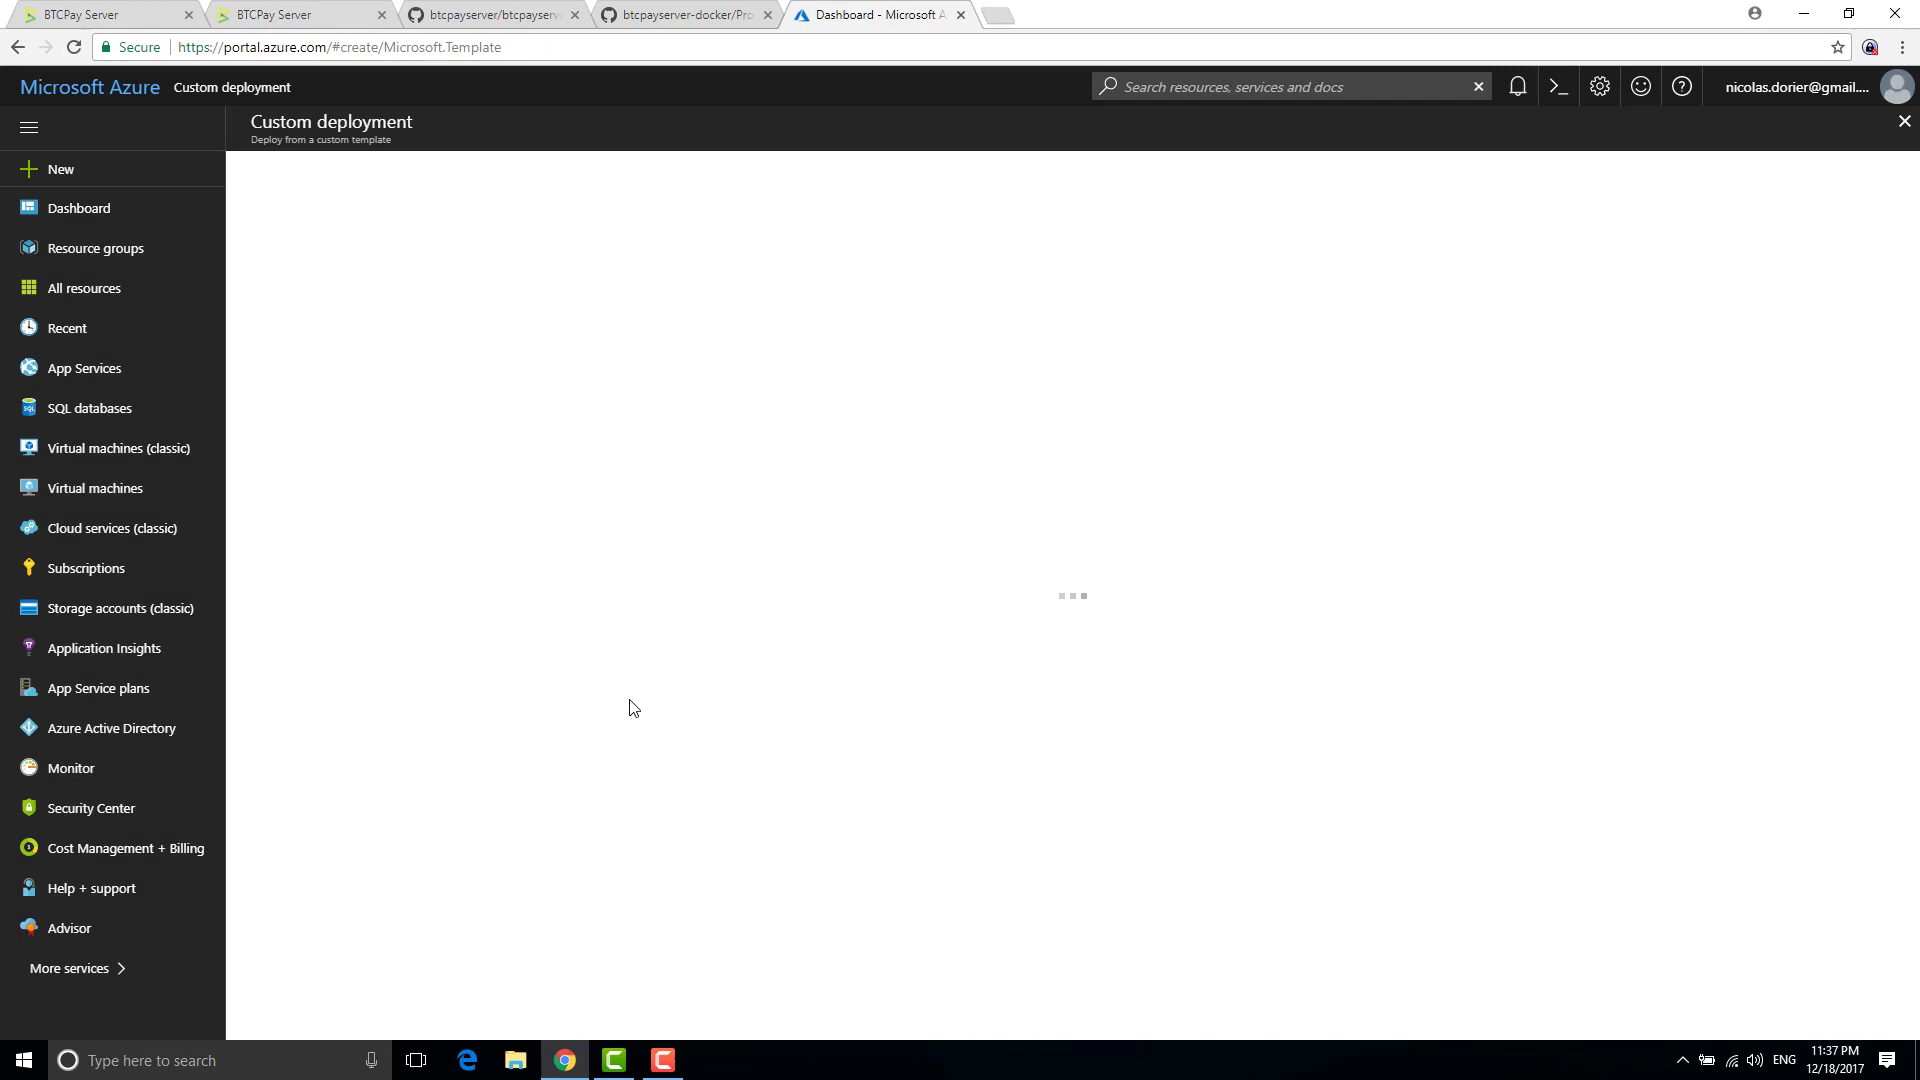 BTCPay Server
BTCPay Server
btcpayserver/btcpayserve
btcpayserver-docker/Pro
Dashboard - Microsoft A
Secure
https://portal.azure.com/#create/Microsoft.Template
Microsoft Azure
Custom deployment
Search resources, services and docs
nicolas.dorier@gmail....
Custom deployment
Deploy from a custom template
New
Dashboard
Resource groups
All resources
Recent
App Services
SQL databases
Virtual machines (classic)
Virtual machines
Cloud services (classic)
Subscriptions
Storage accounts (classic)
Application Insights
App Service plans
Azure Active Directory
Monitor
Security Center
Cost Management + Billing
Help + support
Advisor
More services
Type here to search
ENG
11:37 PM
12/18/2017